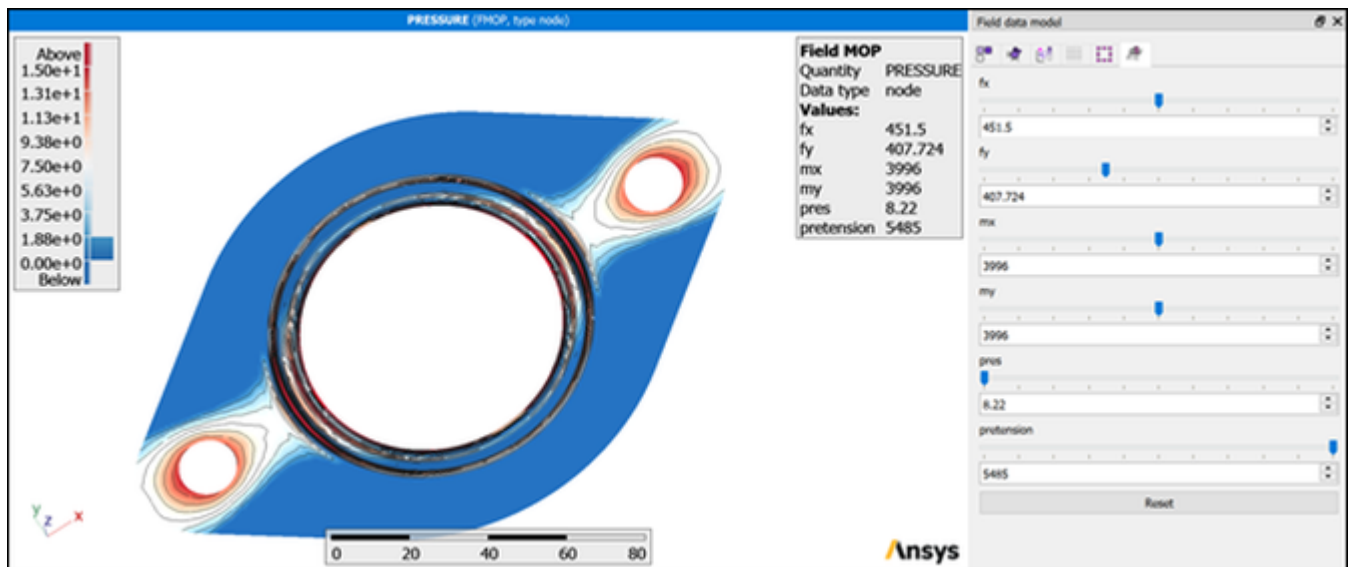 PRESSURE (FMOP, type node)
Above
1.50e+1
1.31e+1
1.13e+1
9.38e+0
7.50e+0
5.63e+0
3.75e+0
1.88e+0
0.00e+0
Below
Field MOP
Quantity PRESSURE
Data type node
Values:
fx 451.5
fy 407.724
mx 3996
my 3996
pres 8.22
pretension 5485
y z x
0 20 40 60 80
Ansys
Field data model
fx
451.5
fy
407.724
mx
3996
my
3996
pres
8.22
pretension
5485
Reset